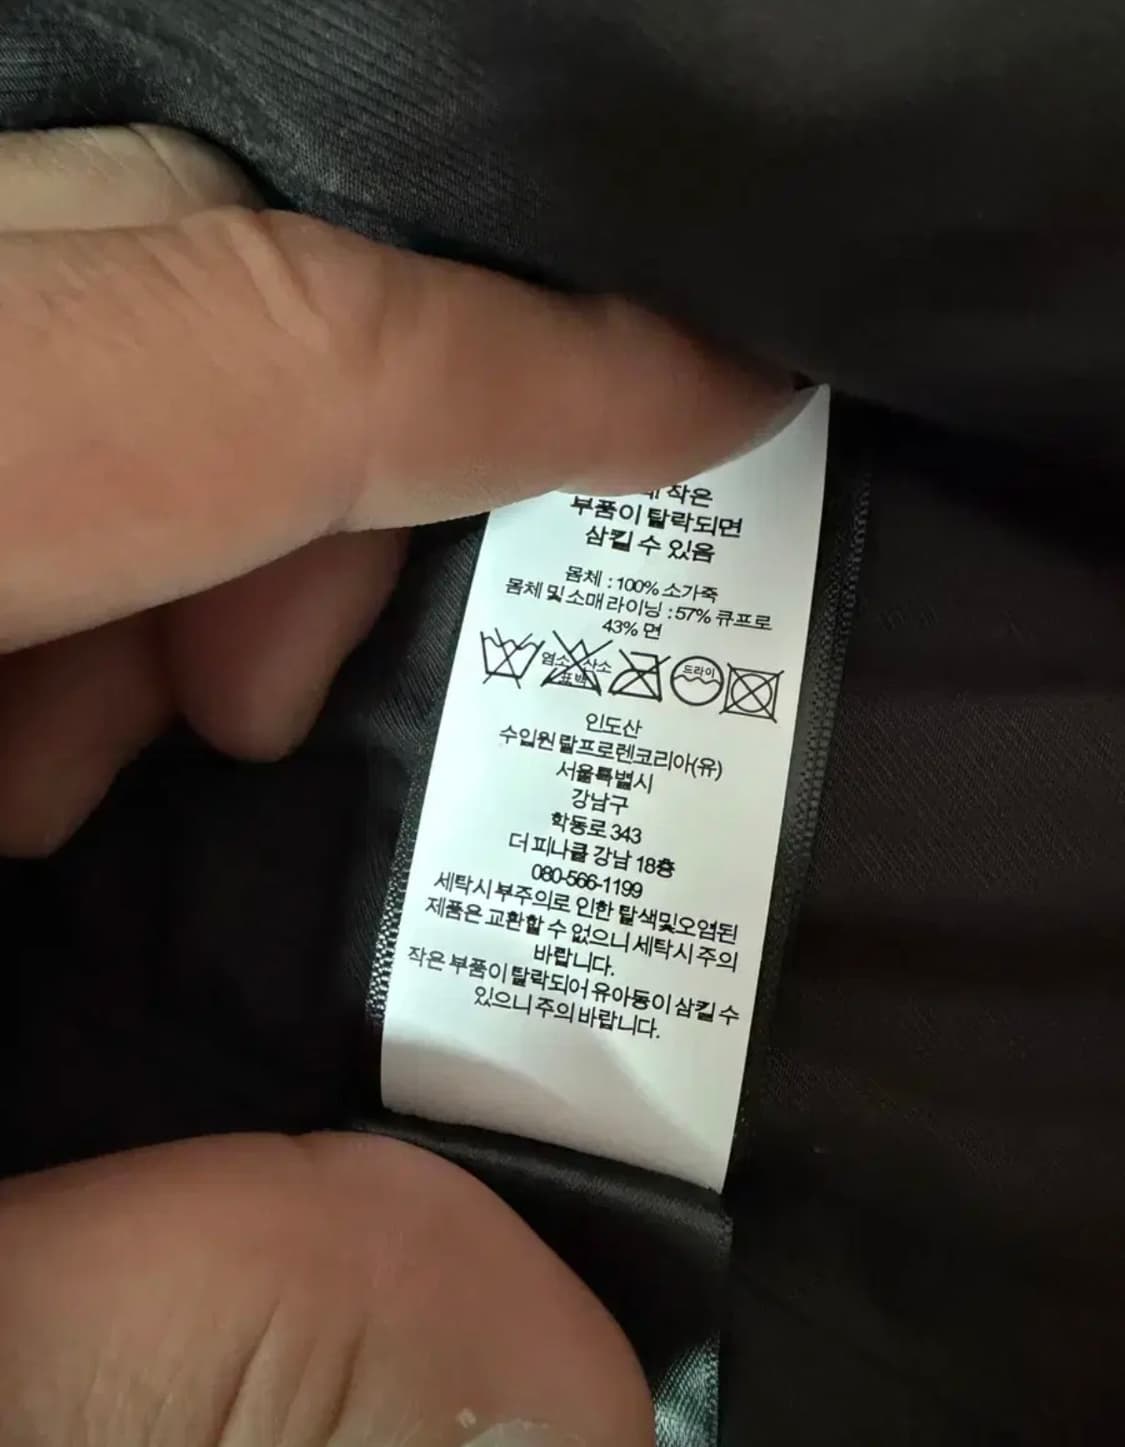 작은
부품이 탈락되면
삼킬 수 있음
몸체 : 100% 소가죽
몸체 및 소매 라이닝 : 57% 큐프로
43% 면
염소 산소
표백
드라이
인도산
수입원 랄프로렌코리아(유)
서울특별시
강남구
학동로 343
더 피나클 강남 18층
080-566-1199
세탁시 부주의로 인한 탈색및오염된
제품은 교환할 수 없으니 세탁시 주의
바랍니다.
작은 부품이 탈락되어 유아동이 삼킬 수
있으니 주의 바랍니다.